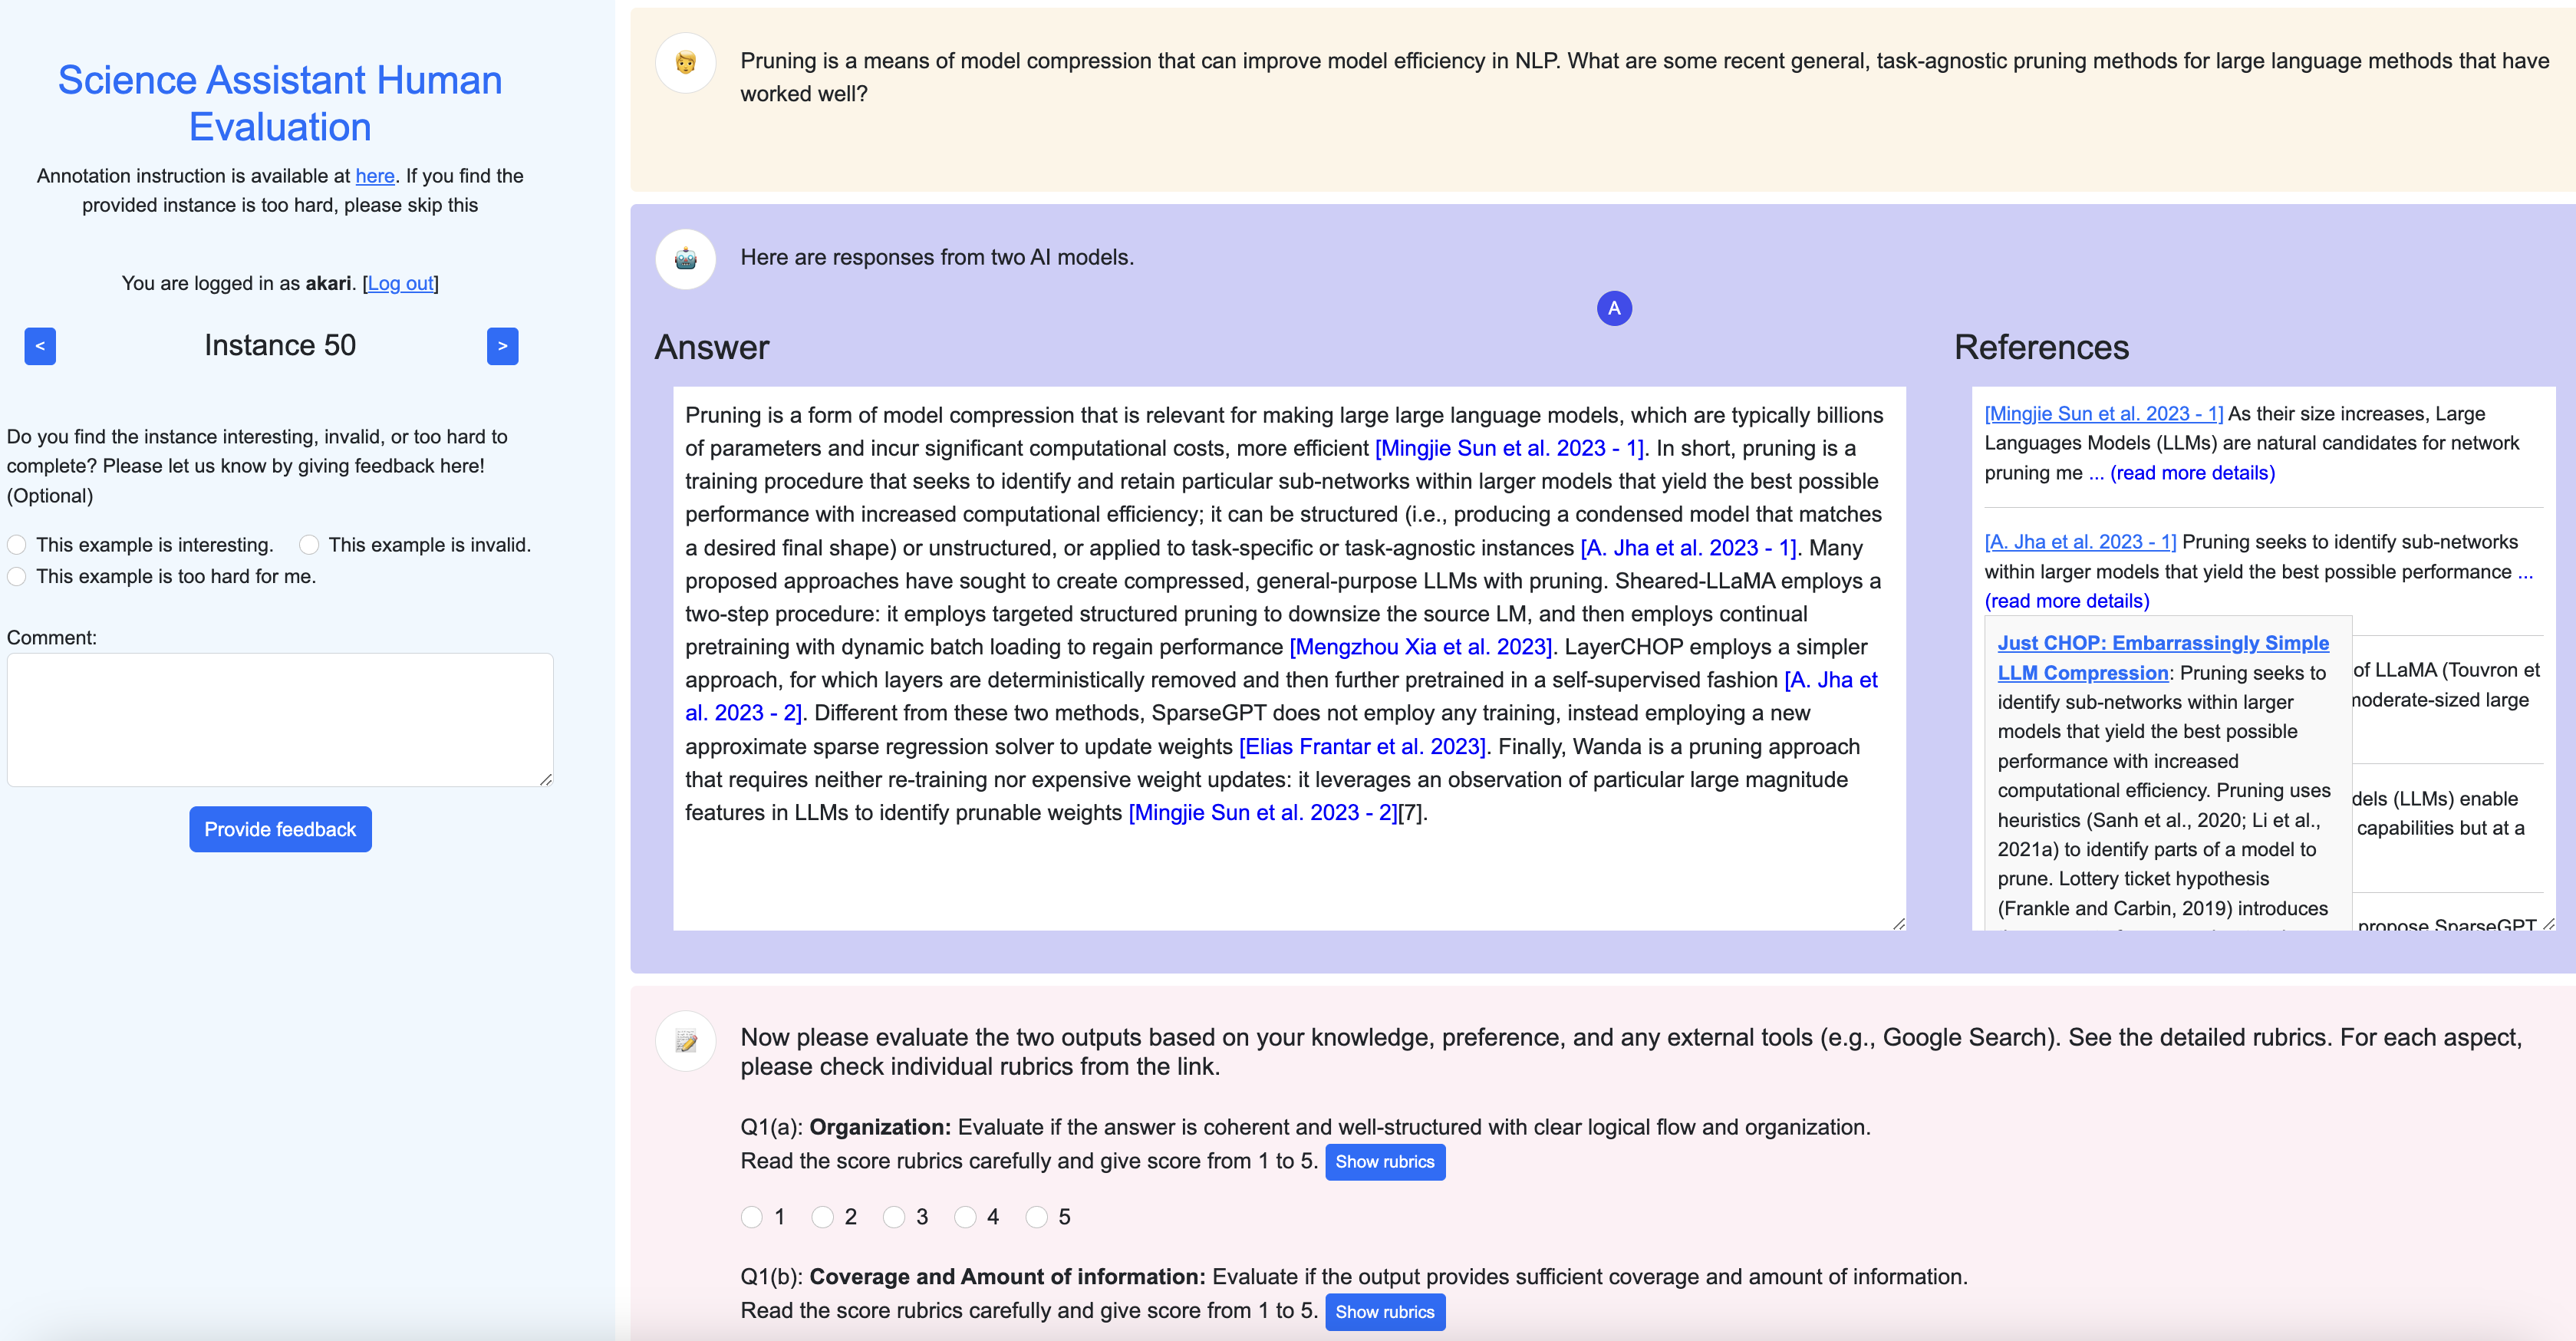 Science Assistant Human
Evaluation
Annotation instruction is available at here. If you find the
provided instance is too hard, please skip this
You are logged in as akari. [Log out]
<
Instance 50
>
Do you find the instance interesting, invalid, or too hard to
complete? Please let us know by giving feedback here!
(Optional)
This example is interesting.
This example is invalid.
This example is too hard for me.
Comment:
Provide feedback
Pruning is a means of model compression that can improve model efficiency in NLP. What are some recent general, task-agnostic pruning methods for large language methods that have
worked well?
Here are responses from two AI models.
A
Answer
Pruning is a form of model compression that is relevant for making large large language models, which are typically billions
of parameters and incur significant computational costs, more efficient [Mingjie Sun et al. 2023 - 1]. In short, pruning is a
training procedure that seeks to identify and retain particular sub-networks within larger models that yield the best possible
performance with increased computational efficiency; it can be structured (i.e., producing a condensed model that matches
a desired final shape) or unstructured, or applied to task-specific or task-agnostic instances [A. Jha et al. 2023 - 1]. Many
proposed approaches have sought to create compressed, general-purpose LLMs with pruning. Sheared-LLaMA employs a
two-step procedure: it employs targeted structured pruning to downsize the source LM, and then employs continual
pretraining with dynamic batch loading to regain performance [Mengzhou Xia et al. 2023]. LayerCHOP employs a simpler
approach, for which layers are deterministically removed and then further pretrained in a self-supervised fashion [A. Jha et
al. 2023 - 2]. Different from these two methods, SparseGPT does not employ any training, instead employing a new
approximate sparse regression solver to update weights [Elias Frantar et al. 2023]. Finally, Wanda is a pruning approach
that requires neither re-training nor expensive weight updates: it leverages an observation of particular large magnitude
features in LLMs to identify prunable weights [Mingjie Sun et al. 2023 - 2][7].
References
[Mingjie Sun et al. 2023 - 1] As their size increases, Large
Languages Models (LLMs) are natural candidates for network
pruning me ... (read more details)
[A. Jha et al. 2023 - 1] Pruning seeks to identify sub-networks
within larger models that yield the best possible performance ...
(read more details)
Just CHOP: Embarrassingly Simple
LLM Compression: Pruning seeks to
identify sub-networks within larger
models that yield the best possible
performance with increased
computational efficiency. Pruning uses
heuristics (Sanh et al., 2020; Li et al.,
2021a) to identify parts of a model to
prune. Lottery ticket hypothesis
(Frankle and Carbin, 2019) introduces
of LLaMA (Touvron et
moderate-sized large
dels (LLMs) enable
capabilities but at a
propose SparseGPT
Now please evaluate the two outputs based on your knowledge, preference, and any external tools (e.g., Google Search). See the detailed rubrics. For each aspect,
please check individual rubrics from the link.
Q1(a): Organization: Evaluate if the answer is coherent and well-structured with clear logical flow and organization.
Read the score rubrics carefully and give score from 1 to 5. Show rubrics
1 2 3 4 5
Q1(b): Coverage and Amount of information: Evaluate if the output provides sufficient coverage and amount of information.
Read the score rubrics carefully and give score from 1 to 5. Show rubrics